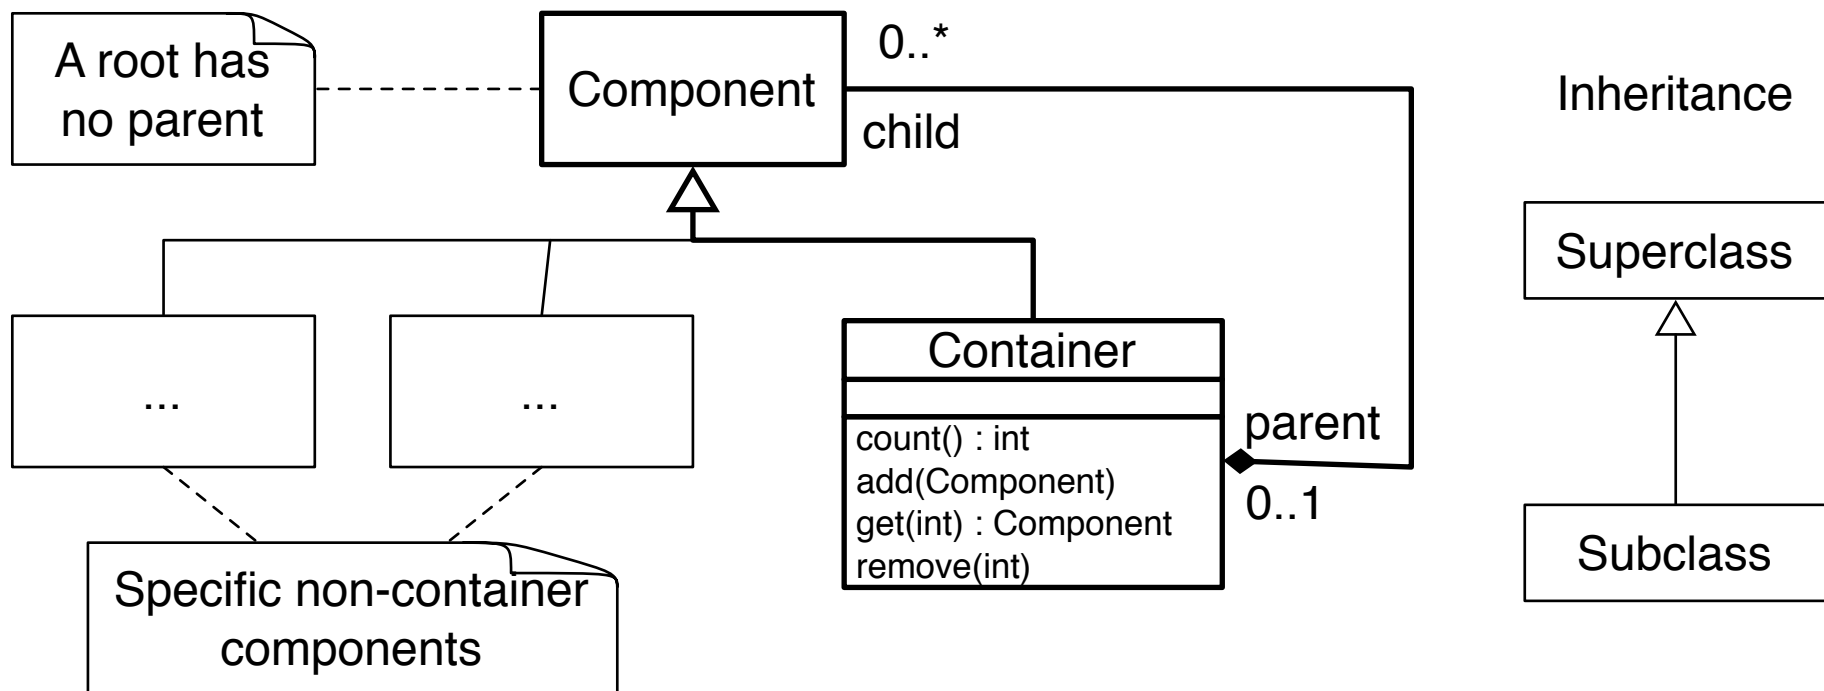 A root has
no parent
Component
0..*
child
Inheritance
Superclass
Subclass
...
...
Container
count() : int
add(Component)
get(int) : Component
remove(int)
parent
0..1
Specific non-container
components